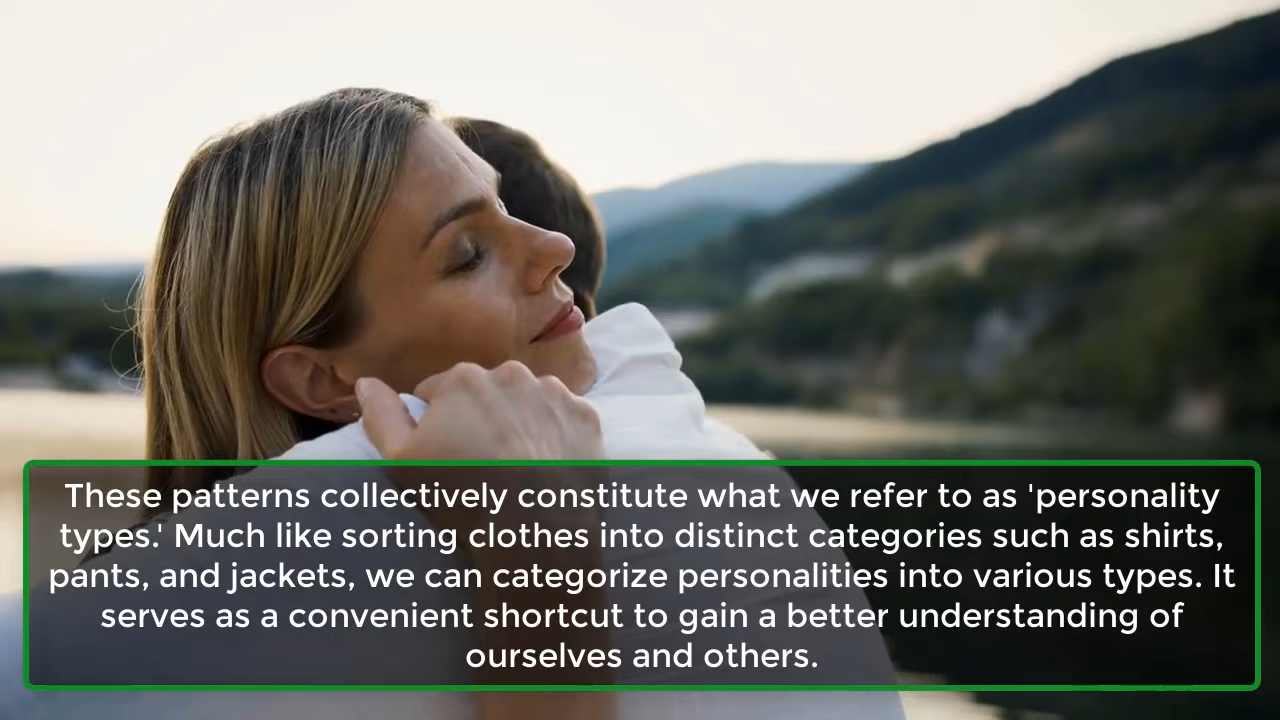 These patterns collectively constitute what we refer to as 'personality
types.' Much like sorting clothes into distinct categories such as shirts,
pants, and jackets, we can categorize personalities into various types. It
serves as a convenient shortcut to gain a better understanding of
ourselves and others.